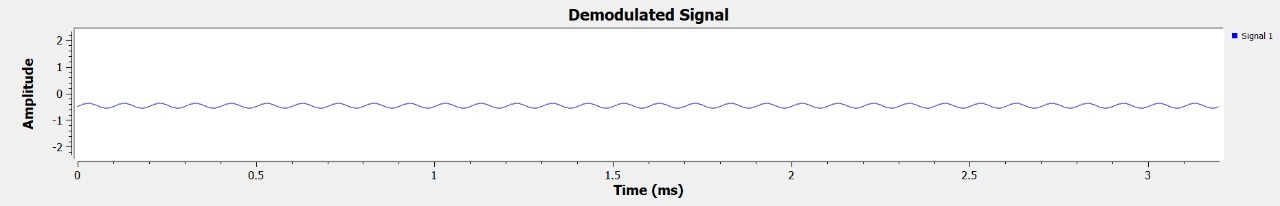 Demodulated Signal
Signal 1
Amplitude
2
1
0
-1
-2
0 0.5 1 1.5 2 2.5 3
Time (ms)